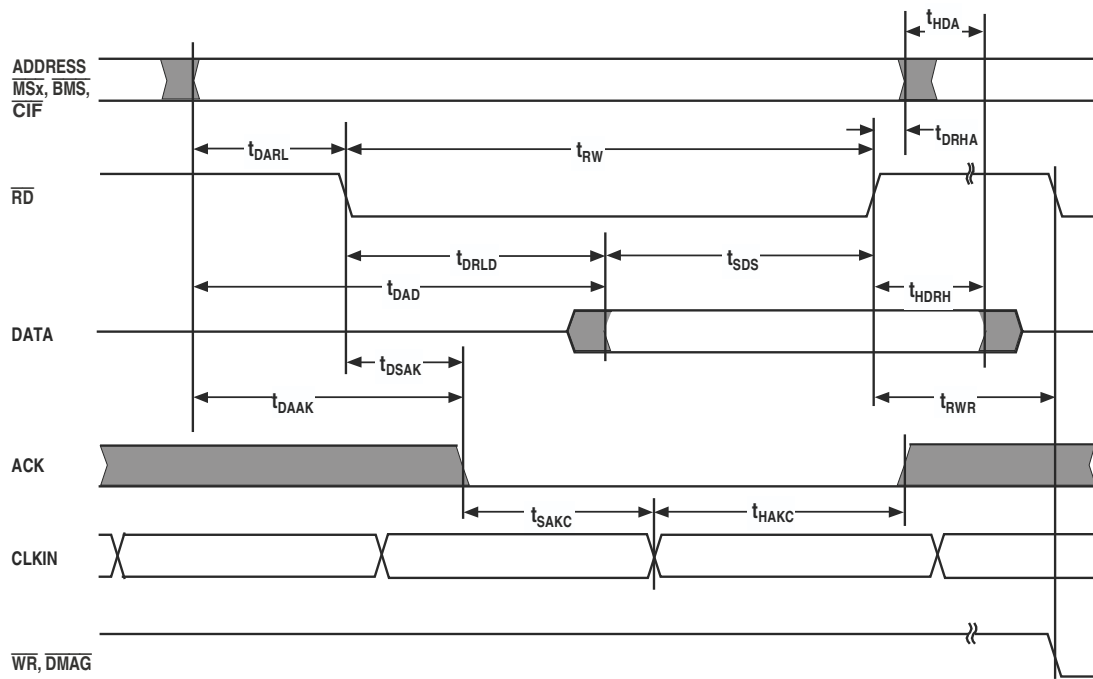 tHDA
ADDRESS
MSx, BMS,
CIF
tDRHA
tDARL
tRW
RD
tDRLD
tSDS
tDAD
tHDRH
DATA
tDSAK
tDAAK
tRWR
ACK
tSAKC
tHAKC
CLKIN
WR, DMAG